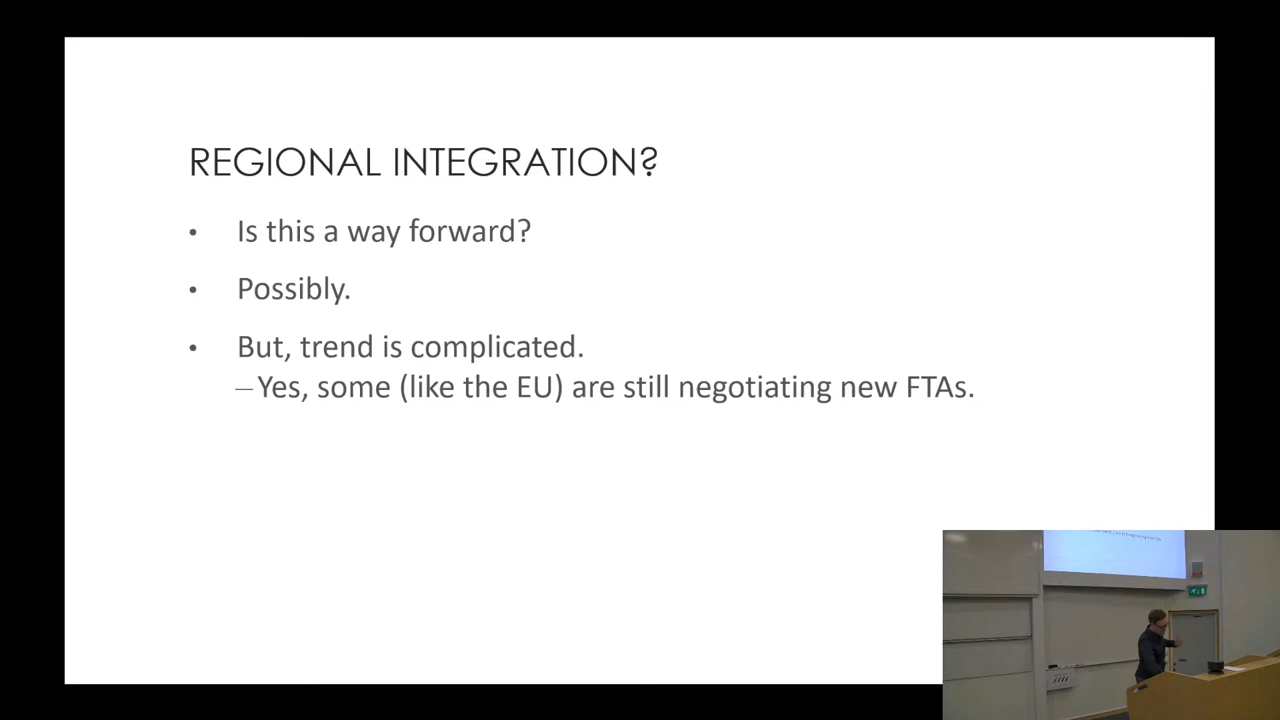 REGIONAL INTEGRATION?
• Is this a way forward?
• Possibly.
• But, trend is complicated.
– Yes, some (like the EU) are still negotiating new FTAs.